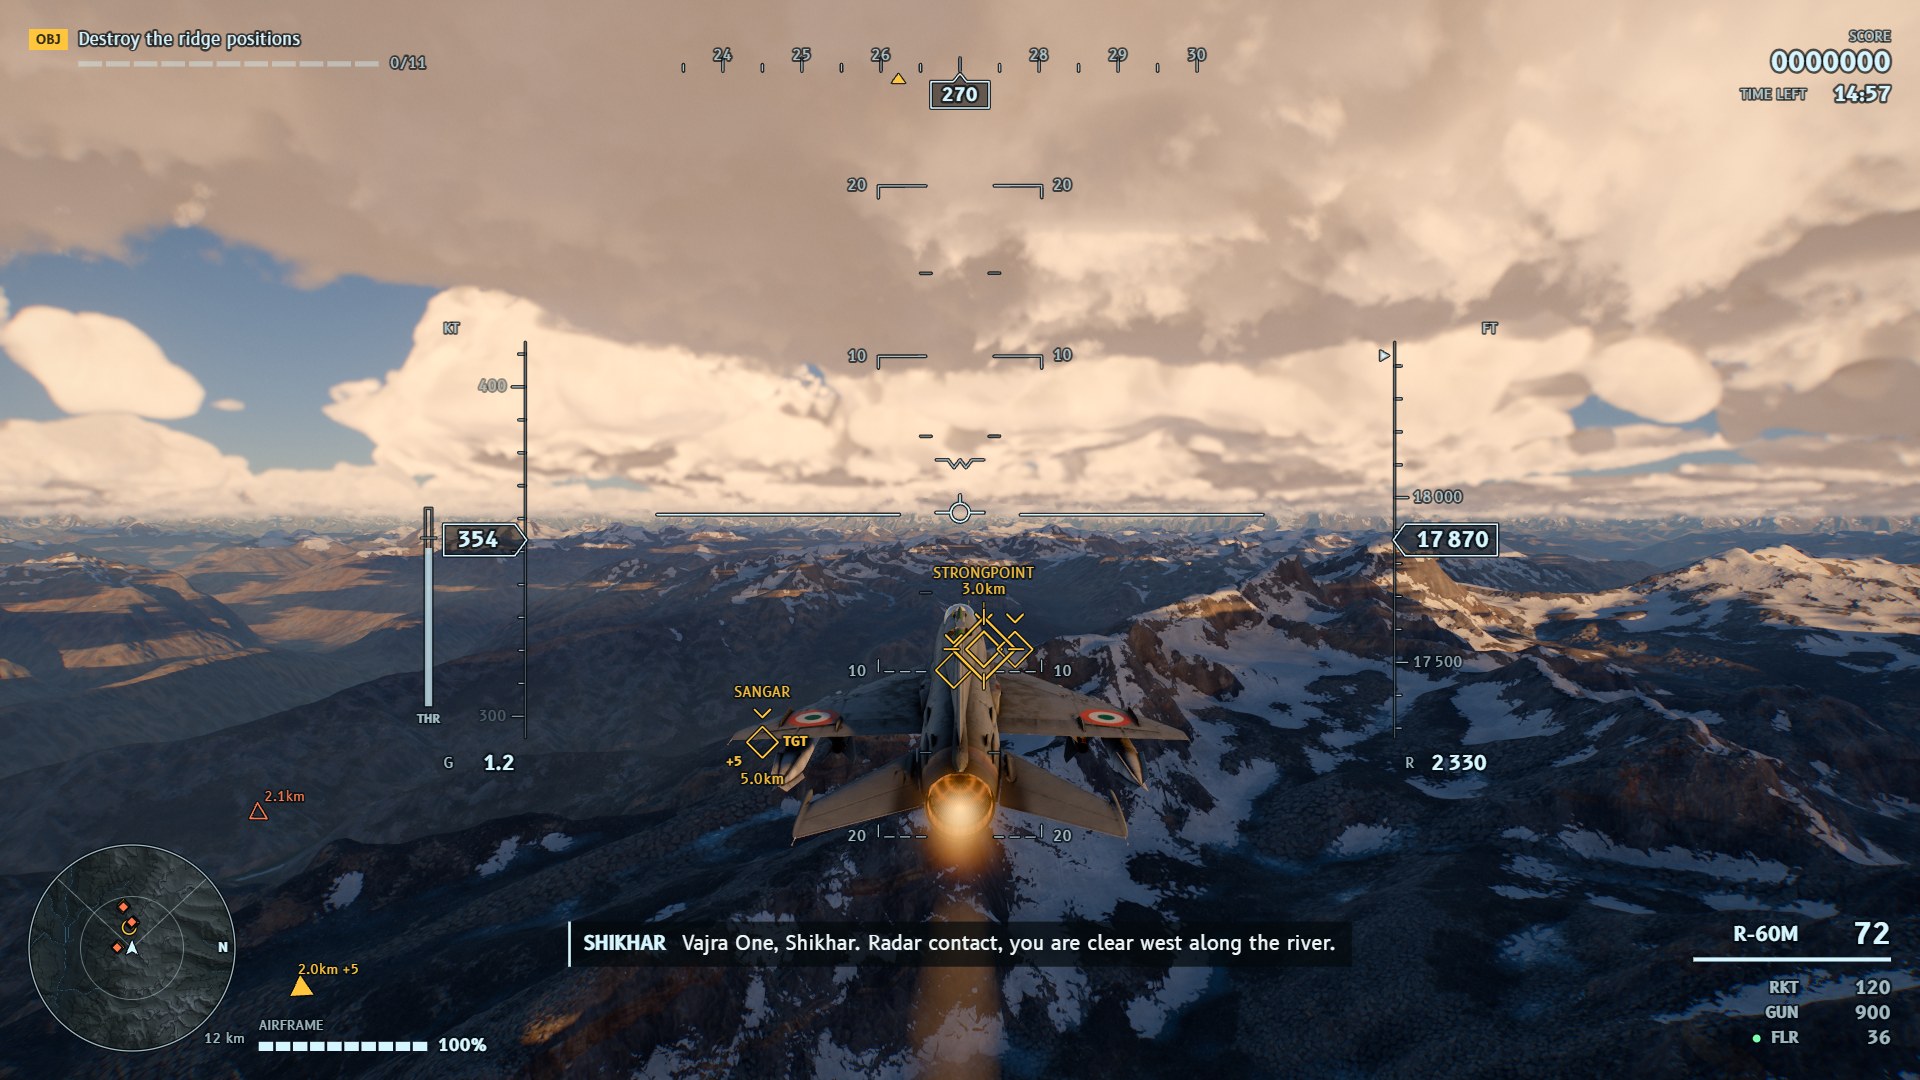 OBJ Destroy the ridge positions
0/11
24 25 26 28 29 30
270
SCORE
0000000
TIME LEFT 14:57
20 20
KT
FT
10 10
400
18 000
354
17 870
STRONGPOINT
3.0km
10 10
17 500
SANGAR
THR
300
TGT
+5
5.0km
G 1.2
R 2 330
2.1km
20 20
SHIKHAR Vajra One, Shikhar. Radar contact, you are clear west along the river.
N
2.0km +5
12 km
AIRFRAME
100%
R-60M 72
RKT 120
GUN 900
FLR 36